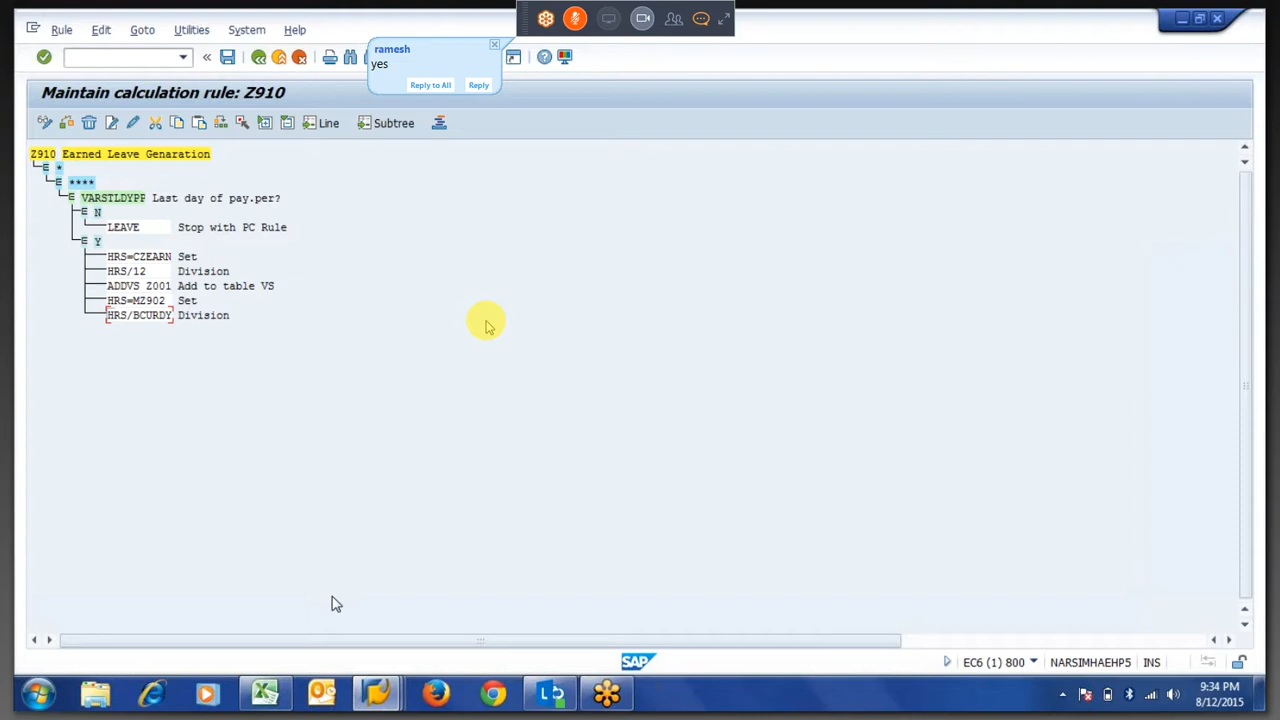 Rule Edit Goto Utilities System Help
ramesh
yes
Reply to All Reply
Maintain calculation rule: Z910
Line Subtree
Z910 Earned Leave Genaration
*
****
VARSTLDYPP Last day of pay.per?
N
LEAVE Stop with PC Rule
Y
HRS=CZEARN Set
HRS/12 Division
ADDVS Z001 Add to table VS
HRS=MZ902 Set
HRS/BCURDY Division
SAP
EC6 (1) 800 NARSIMHAEHP5 INS
9:34 PM
8/12/2015